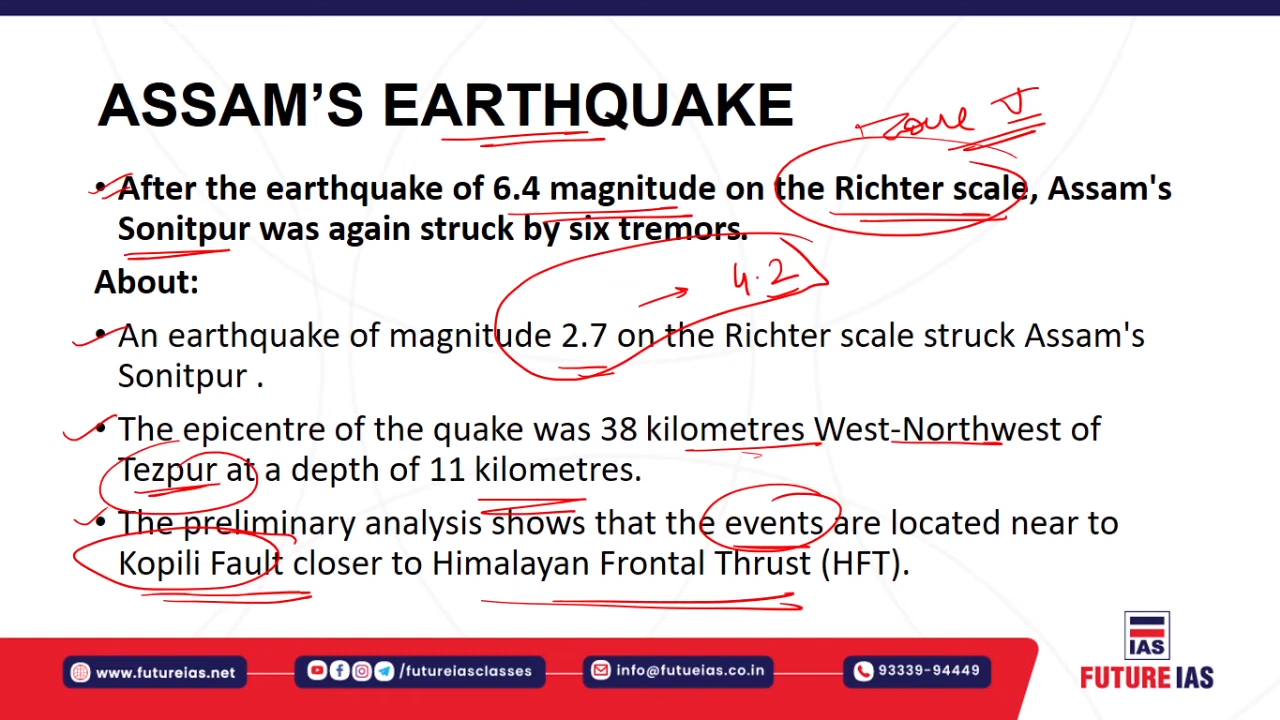 ASSAM’S EARTHQUAKE
Zone V
• After the earthquake of 6.4 magnitude on the Richter scale, Assam's
Sonitpur was again struck by six tremors.
About:
→ 4.2
• An earthquake of magnitude 2.7 on the Richter scale struck Assam's
Sonitpur .
• The epicentre of the quake was 38 kilometres West-Northwest of
Tezpur at a depth of 11 kilometres.
• The preliminary analysis shows that the events are located near to
Kopili Fault closer to Himalayan Frontal Thrust (HFT).
IAS
www.futureias.net
/futureiasclasses
info@futueias.co.in
93339-94449
FUTURE IAS